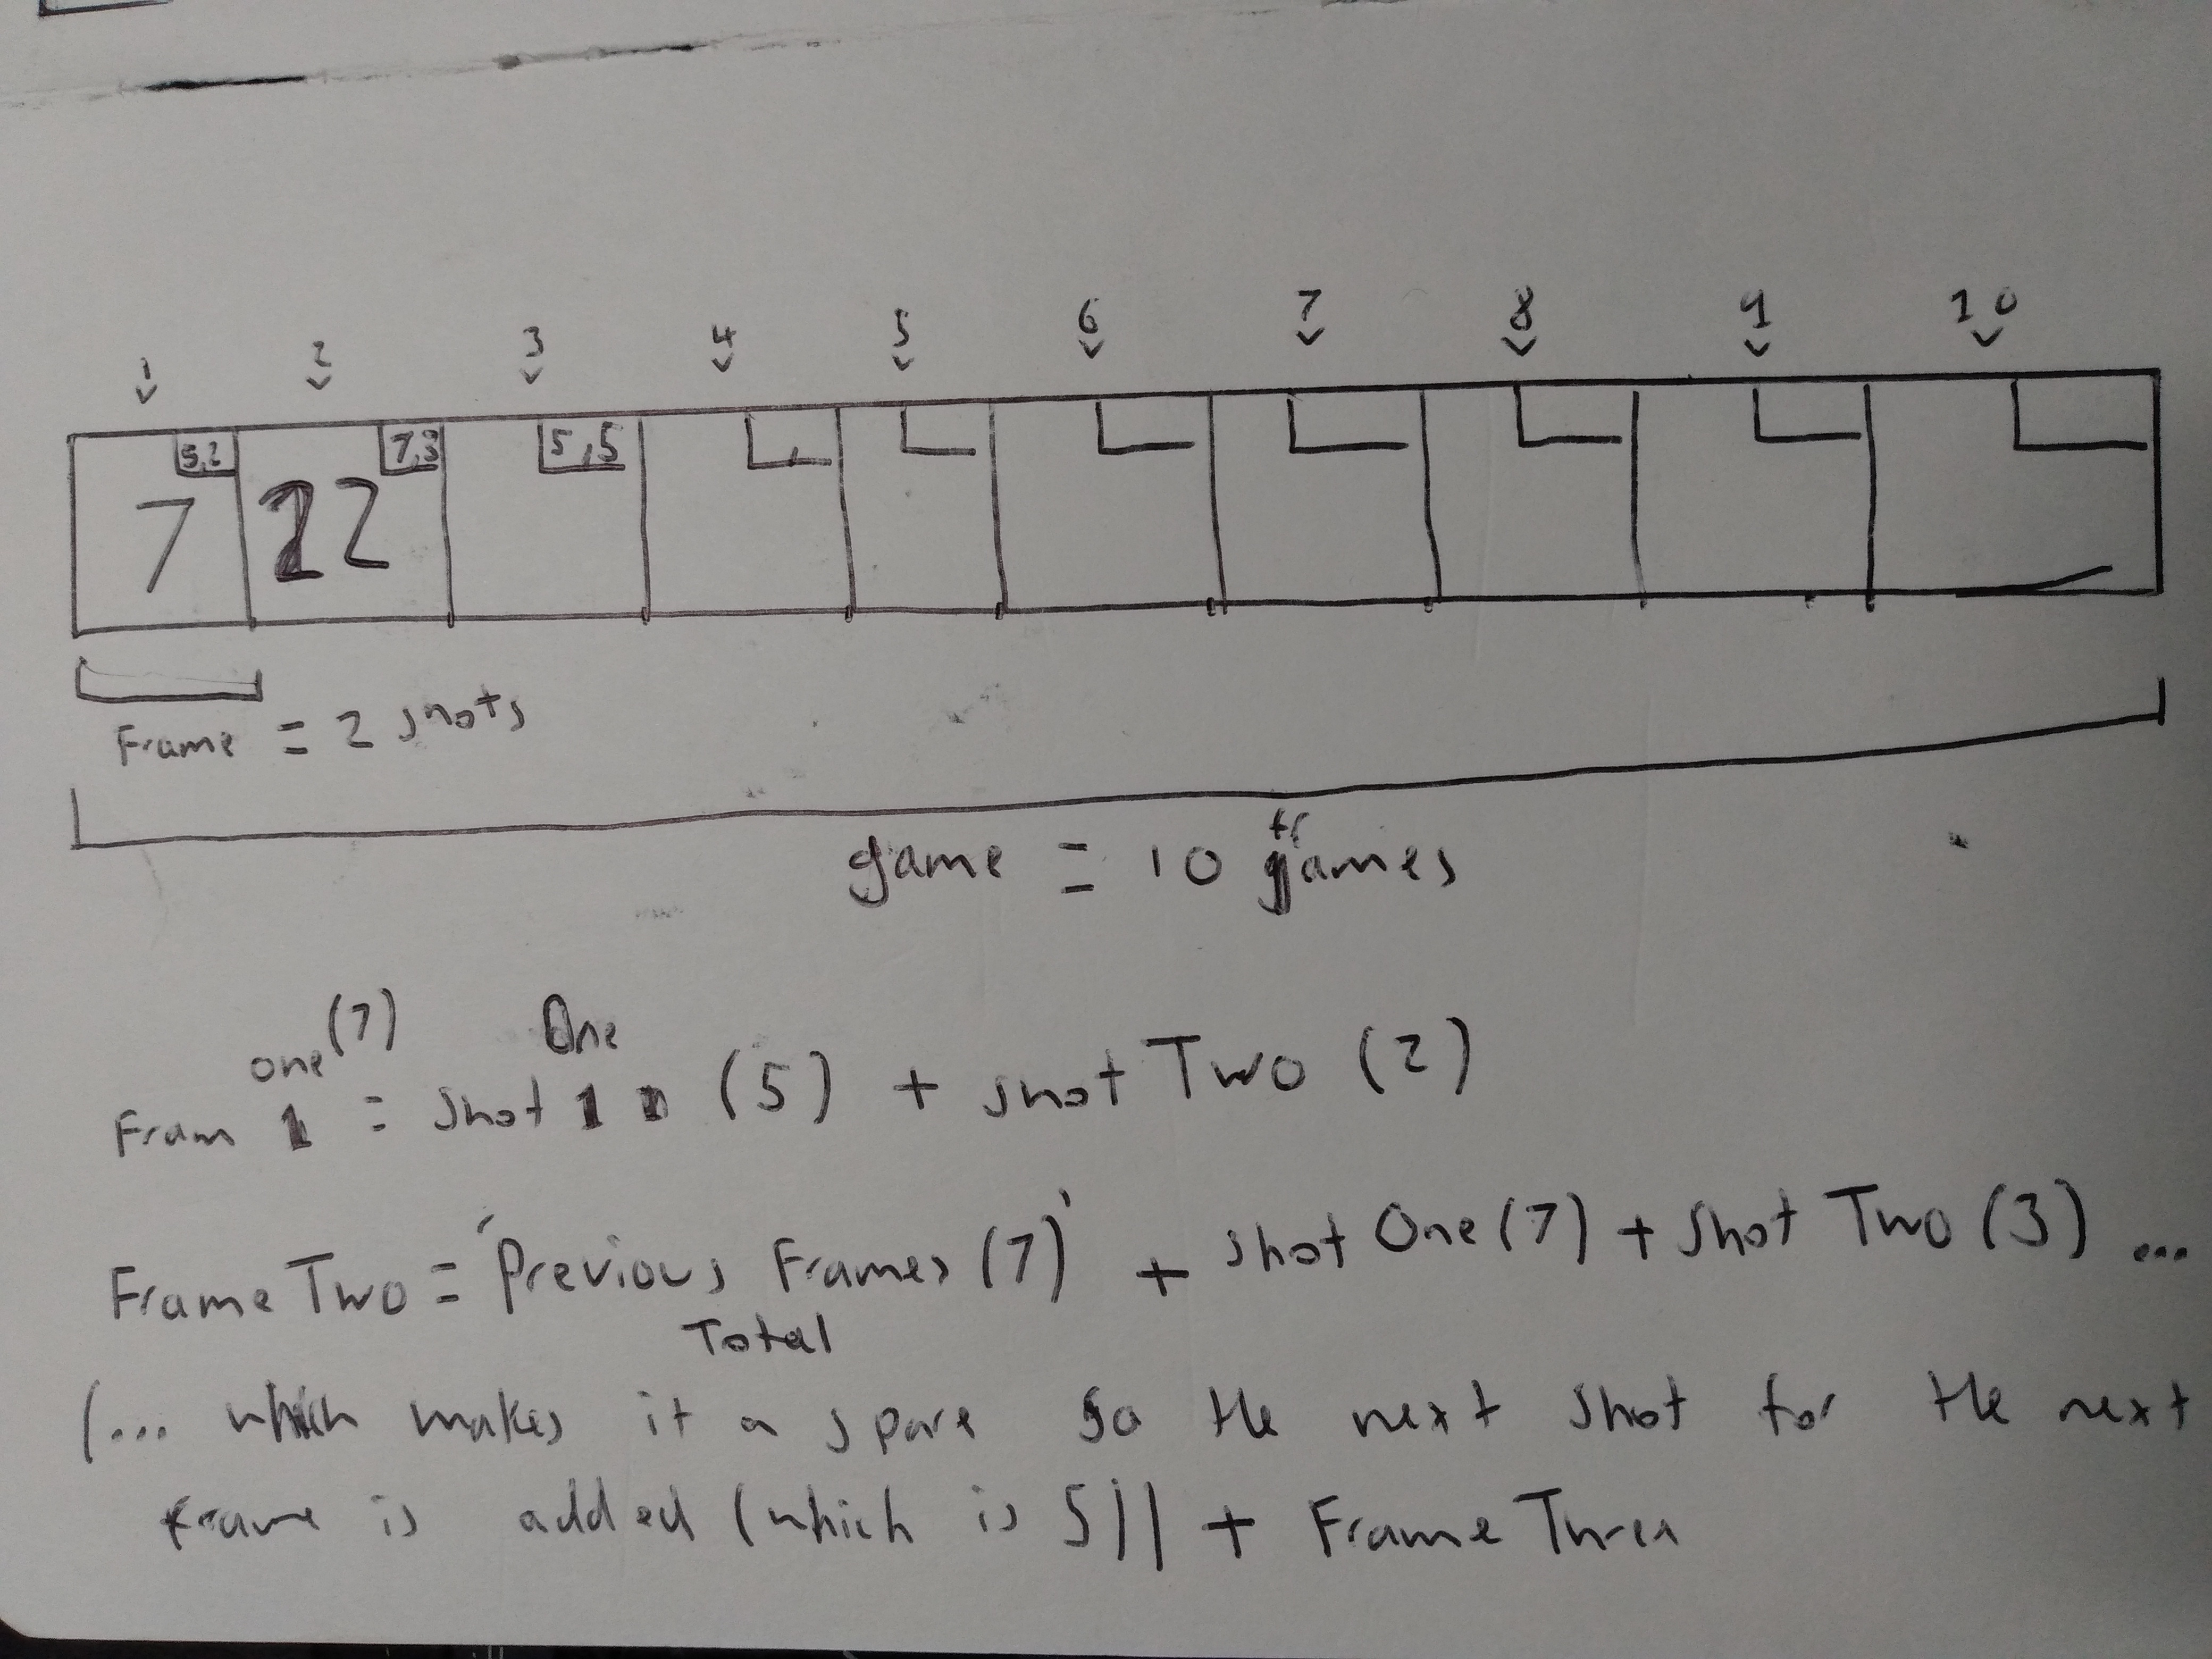 1 2 3 4 5 6 7 8 9 10
5,2 7,3 5,5
7 22
Frame = 2 shots
fr
game = 10 games
one (7) One
Fram 1 = Shot 1 (5) + shot Two (2)
Frame Two = 'Previous Frames (7)' + shot One (7) + Shot Two (3) ...
Total
(... which makes it a spare so the next shot for the next
frame is added (which is 5)) + Frame Three